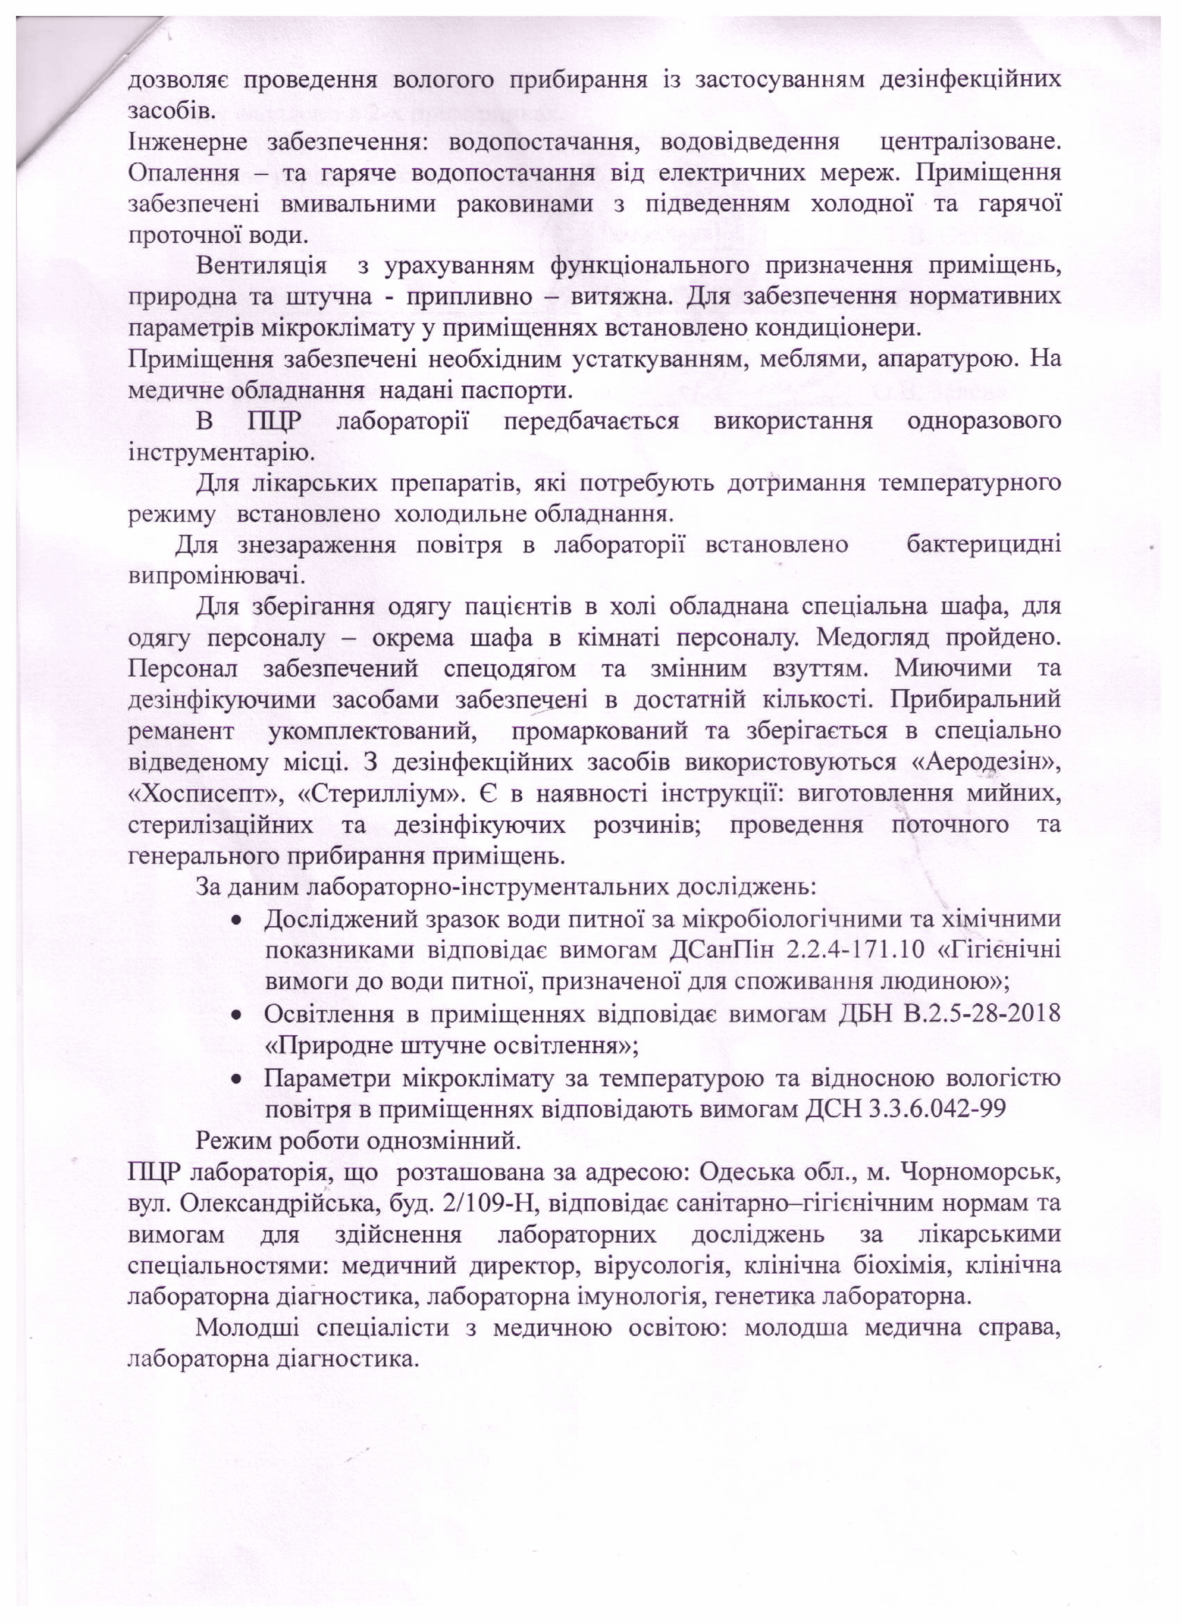 дозволяє проведення вологого прибирання із застосуванням дезінфекційних
засобів.
Інженерне забезпечення: водопостачання, водовідведення централізоване.
Опалення – та гаряче водопостачання від електричних мереж. Приміщення
забезпечені вмивальними раковинами з підведенням холодної та гарячої
проточної води.
Вентиляція з урахуванням функціонального призначення приміщень,
природна та штучна - припливно – витяжна. Для забезпечення нормативних
параметрів мікроклімату у приміщеннях встановлено кондиціонери.
Приміщення забезпечені необхідним устаткуванням, меблями, апаратурою. На
медичне обладнання надані паспорти.
В ПЦР лабораторії передбачається використання одноразового
інструментарію.
Для лікарських препаратів, які потребують дотримання температурного
режиму встановлено холодильне обладнання.
Для знезараження повітря в лабораторії встановлено бактерицидні
випромінювачі.
Для зберігання одягу пацієнтів в холі обладнана спеціальна шафа, для
одягу персоналу – окрема шафа в кімнаті персоналу. Медогляд пройдено.
Персонал забезпечений спецодягом та змінним взуттям. Миючими та
дезінфікуючими засобами забезпечені в достатній кількості. Прибиральний
реманент укомплектований, промаркований та зберігається в спеціально
відведеному місці. З дезінфекційних засобів використовуються «Аеродезін»,
«Хосписепт», «Стерилліум». Є в наявності інструкції: виготовлення мийних,
стерилізаційних та дезінфікуючих розчинів; проведення поточного та
генерального прибирання приміщень.
За даним лабораторно-інструментальних досліджень:
• Досліджений зразок води питної за мікробіологічними та хімічними
показниками відповідає вимогам ДСанПін 2.2.4-171.10 «Гігієнічні
вимоги до води питної, призначеної для споживання людиною»;
• Освітлення в приміщеннях відповідає вимогам ДБН В.2.5-28-2018
«Природне штучне освітлення»;
• Параметри мікроклімату за температурою та відносною вологістю
повітря в приміщеннях відповідають вимогам ДСН 3.3.6.042-99
Режим роботи однозмінний.
ПЦР лабораторія, що розташована за адресою: Одеська обл., м. Чорноморськ,
вул. Олександрійська, буд. 2/109-Н, відповідає санітарно–гігієнічним нормам та
вимогам для здійснення лабораторних досліджень за лікарськими
спеціальностями: медичний директор, вірусологія, клінічна біохімія, клінічна
лабораторна діагностика, лабораторна імунологія, генетика лабораторна.
Молодші спеціалісти з медичною освітою: молодша медична справа,
лабораторна діагностика.